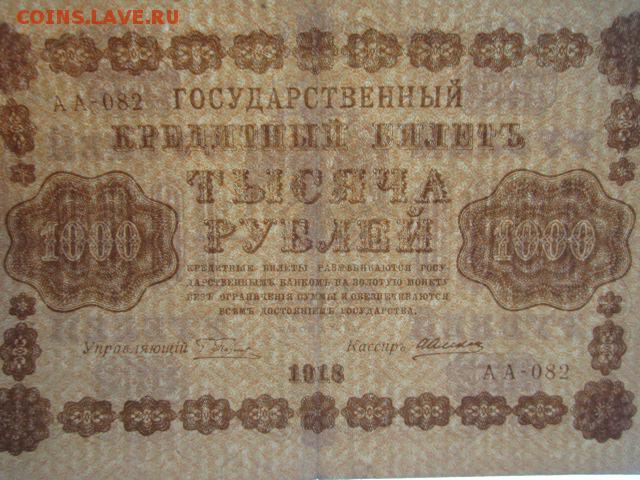 COINS.LAVE.RU
АА-082 ГОСУДАРСТВЕННЫЙ
КРЕДИТНЫЙ БИЛЕТЪ
ТЫСЯЧА
РУБЛЕЙ
1000 1000
КРЕДИТНЫЕ БИЛЕТЫ РАЗМѢНИВАЮТСЯ ГОСУ-
ДАРСТВЕННЫМЪ БАНКОМЪ НА ЗОЛОТУЮ МОНЕТУ
БЕЗЪ ОГРАНИЧЕНІЯ СУММЫ И ОБЕЗПЕЧИВАЮТСЯ
ВСѢМЪ ДОСТОЯНІЕМЪ ГОСУДАРСТВА.
Управляющій Кассиръ
1918
АА-082